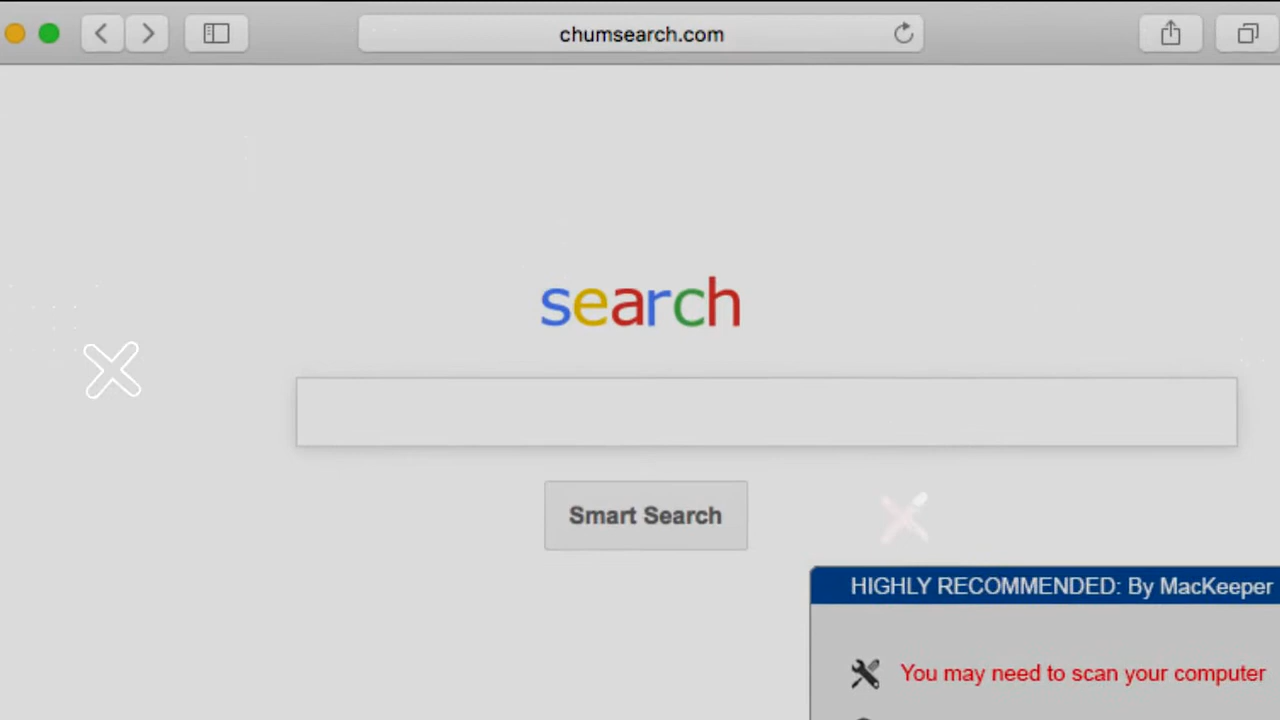 chumsearch.com
search
Smart Search
HIGHLY RECOMMENDED: By MacKeeper
You may need to scan your computer